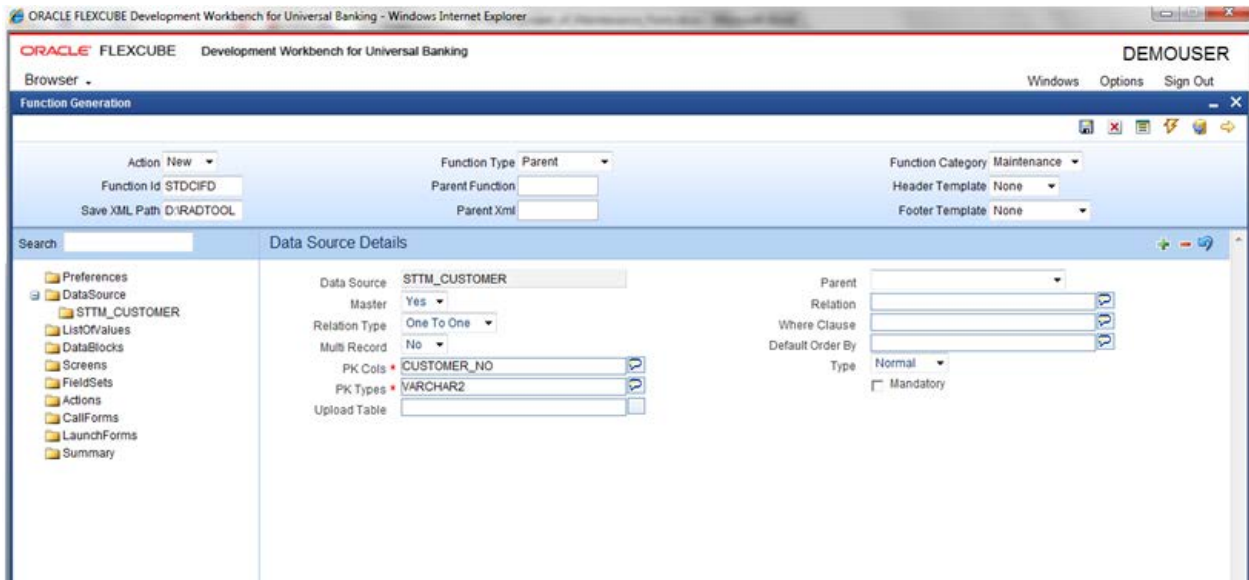 ORACLE FLEXCUBE Development Workbench for Universal Banking - Windows Internet Explorer
ORACLE FLEXCUBE Development Workbench for Universal Banking
DEMOUSER
Browser
Windows Options Sign Out
Function Generation
Action New Function Type Parent Function Category Maintenance
Function Id STDCIFD Parent Function Header Template None
Save XML Path D:\RADTOOL Parent Xml Footer Template None
Search
Data Source Details
Preferences
DataSource
STTM_CUSTOMER
ListOfValues
DataBlocks
Screens
FieldSets
Actions
CallForms
LaunchForms
Summary
Data Source STTM_CUSTOMER Parent
Master Yes Relation
Relation Type One To One Where Clause
Multi Record No Default Order By
PK Cols * CUSTOMER_NO Type Normal
PK Types * VARCHAR2 Mandatory
Upload Table